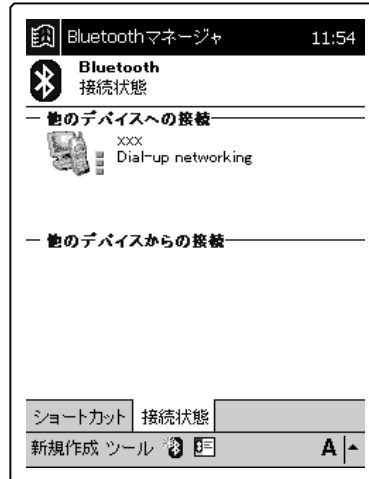 Bluetoothマネージャ 11:54
Bluetooth
接続状態
他のデバイスへの接続
xxx
Dial-up networking
他のデバイスからの接続
ショートカット 接続状態
新規作成 ツール A